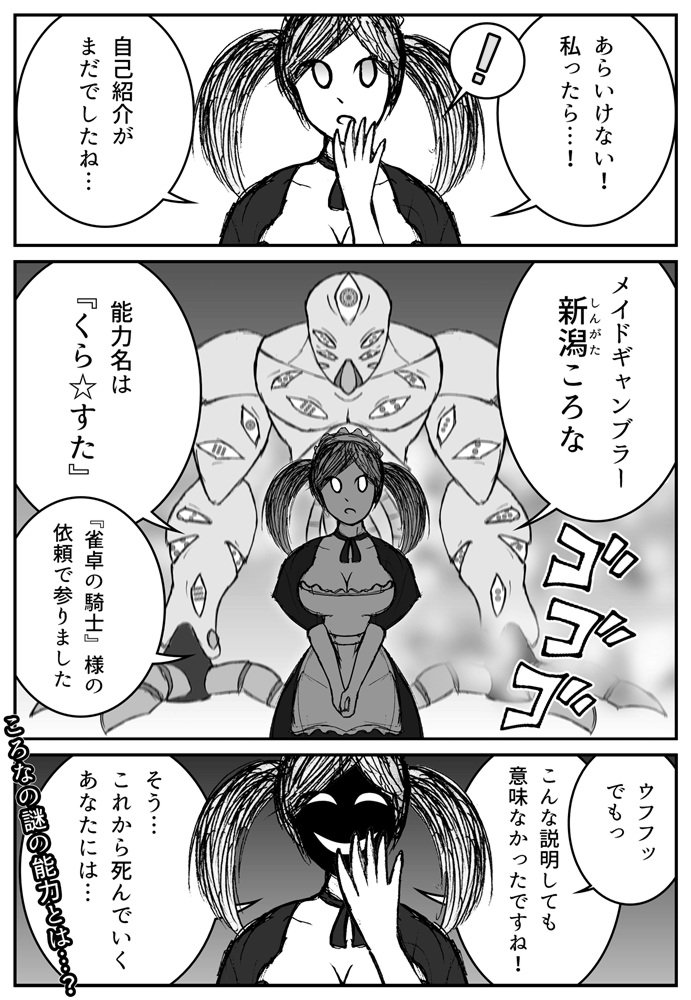 あらいけない！
私ったら…！
！
自己紹介が
まだでしたね…
メイドギャンブラー
新潟ころな
しんがた
能力名は
『くら☆すた』
『雀卓の騎士』様の
依頼で参りました
ゴゴゴ
ウフフッ
でもっ
こんな説明しても
意味なかったですね！
そう…
これから死んでいく
あなたには…
ころなの謎の能力とは…？